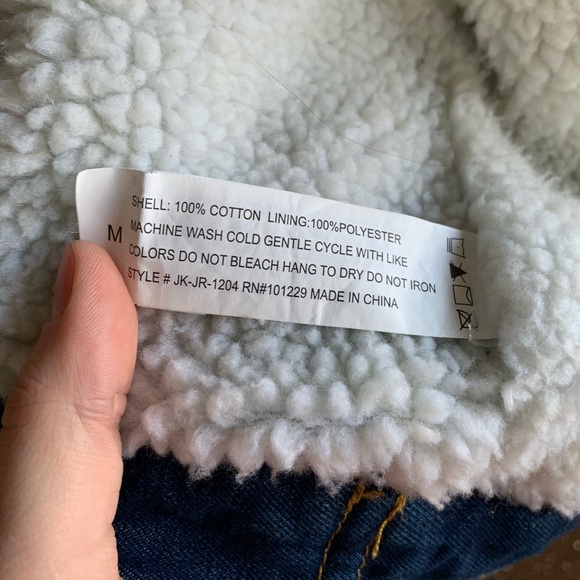 SHELL: 100% COTTON LINING:100%POLYESTER
M
MACHINE WASH COLD GENTLE CYCLE WITH LIKE
COLORS DO NOT BLEACH HANG TO DRY DO NOT IRON
STYLE # JK-JR-1204 RN#101229 MADE IN CHINA